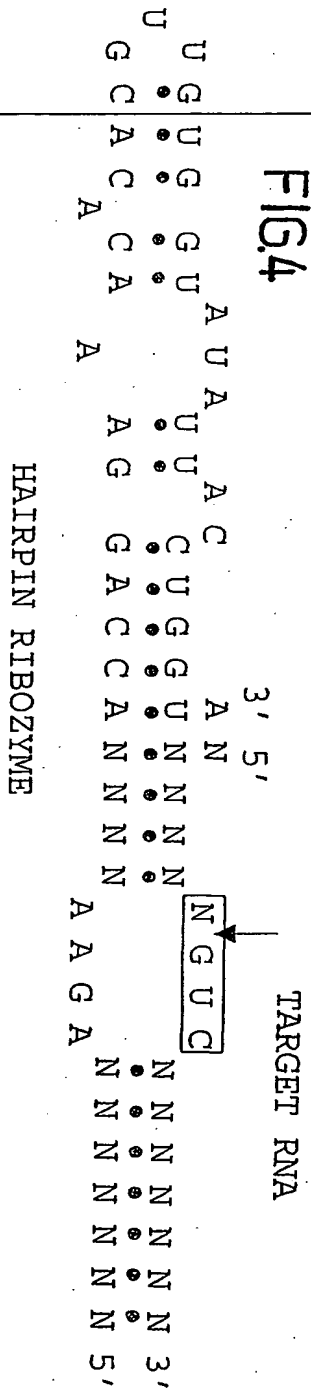 FIG.4
TARGET RNA
3' 5'
A U A A C A N N G U C
U G U G G U U U C U G G U N N N N N N N N N N N 3'
U
G C A C C A A G G A C C A N N N N N N N N N N N 5'
A A A A G A
HAIRPIN RIBOZYME